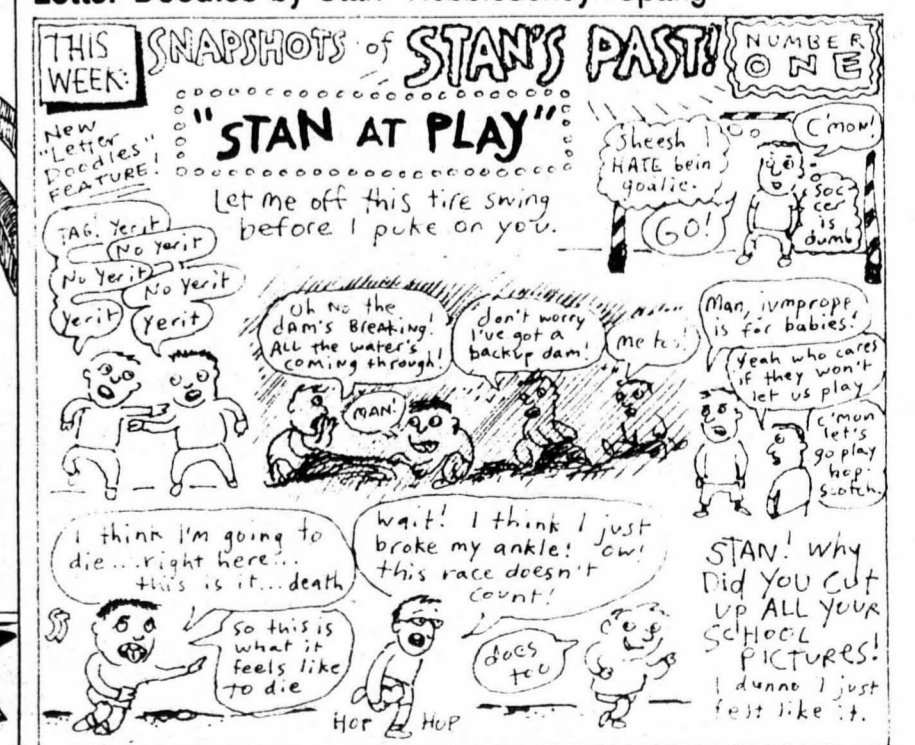 THIS
WEEK:
SNAPSHOTS of STAN'S PAST!
NUMBER
ONE
New
"Letter
Doodles"
FEATURE!
"STAN AT PLAY"
Let me off this tire swing
before I puke on you.
Sheesh I
HATE bein
goalie.
GO!
C'MON!
SOC
CER
is
dumb
TAG. Yerit
No Yerit
No Yerit
No Yerit
Yerit
Yerit
Uh No the
dAM's BREAKING!
ALL the WATER'S
coming through!
MAN!
don't worry
I've got a
backup dam!
me too!
Man, jumprope
is for babies!
Yeah who cares
if they won't
let us play
c'mon
let's
go play
hop-
scotch.
I think I'm going to
die...right here...
this is it...death
so this is
what it
feels like
to die
wait! I think I just
broke my ankle! ow!
this race doesn't
count!
does
too
HOP HOP
STAN! Why
Did You CUT
up ALL YOUR
SCHOOL
PICTURES!
I dunno I just
felt like it.